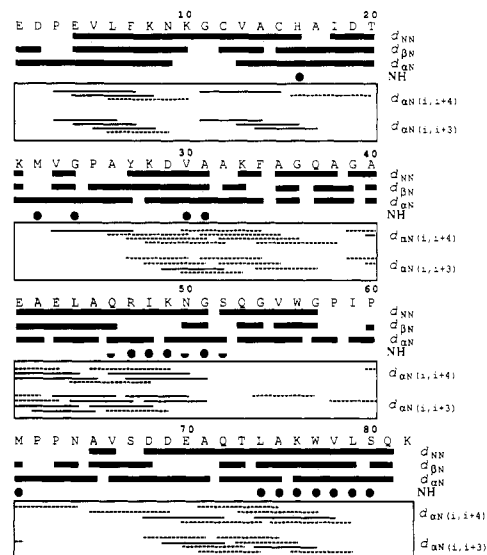 10 20
E D P E V L F K N K G C V A C H A I D T
dNN
dβN
dαN
NH
dαN(i,i+4)
dαN(i,i+3)
30 40
K M V G P A Y K D V A A K F A G Q A G A
dNN
dβN
dαN
NH
dαN(i,i+4)
dαN(i,i+3)
50 60
E A E L A Q R I K N G S Q G V W G P I P
dNN
dβN
dαN
NH
dαN(i,i+4)
dαN(i,i+3)
70 80
M P P N A V S D D E A Q T L A K W V L S Q K
dNN
dβN
dαN
NH
dαN(i,i+4)
dαN(i,i+3)